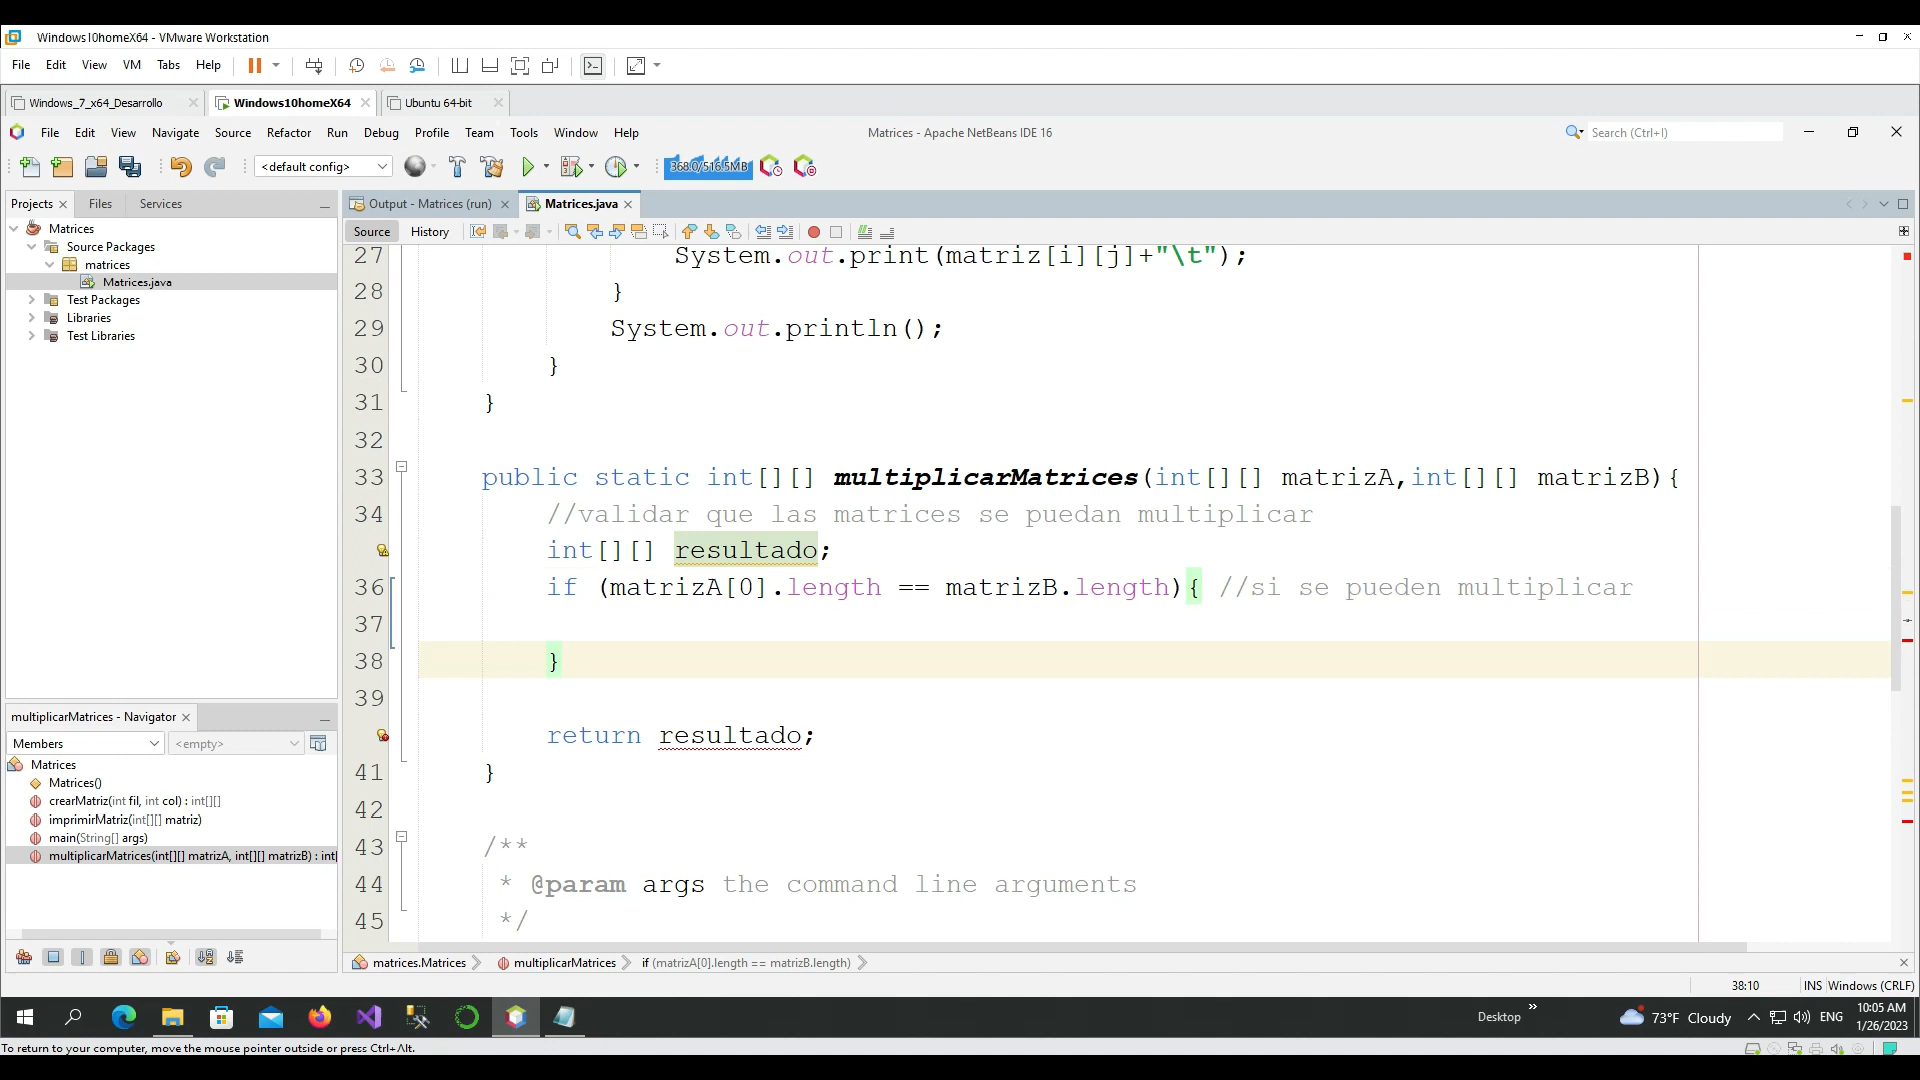 Windows10homeX64 - VMware Workstation
File Edit View VM Tabs Help
Windows_7_x64_Desarrollo Windows10homeX64 Ubuntu 64-bit
File Edit View Navigate Source Refactor Run Debug Profile Team Tools Window Help Matrices - Apache NetBeans IDE 16 Search (Ctrl+I)
<default config> 368.0/516.5MB
Projects Files Services Output - Matrices (run) Matrices.java
Source History
Matrices
Source Packages
matrices
Matrices.java
Test Packages
Libraries
Test Libraries
27 System.out.print(matriz[i][j]+"\t");
28 }
29 System.out.println();
30 }
31 }
32
33 public static int[][] multiplicarMatrices(int[][] matrizA,int[][] matrizB){
34 //validar que las matrices se puedan multiplicar
int[][] resultado;
36 if (matrizA[0].length == matrizB.length){ //si se pueden multiplicar
37
38 }
39
return resultado;
41 }
42
43 /**
44 * @param args the command line arguments
45 */
multiplicarMatrices - Navigator
Members <empty>
Matrices
Matrices()
crearMatriz(int fil, int col) : int[][]
imprimirMatriz(int[][] matriz)
main(String[] args)
multiplicarMatrices(int[][] matrizA, int[][] matrizB) : int[
matrices.Matrices multiplicarMatrices if (matrizA[0].length == matrizB.length)
38:10 INS Windows (CRLF)
Desktop 73°F Cloudy ENG 10:05 AM
1/26/2023
To return to your computer, move the mouse pointer outside or press Ctrl+Alt.